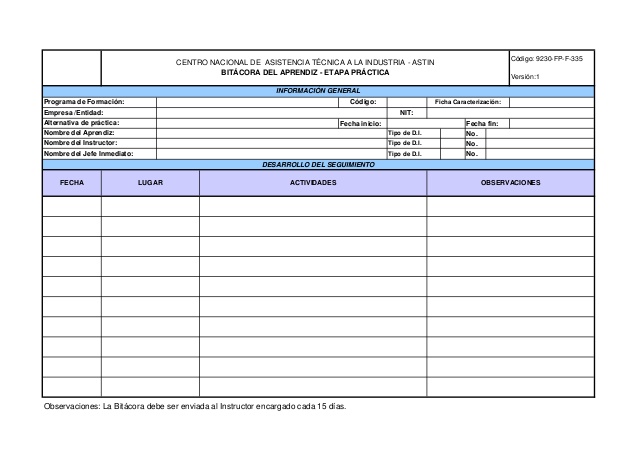 CENTRO NACIONAL DE ASISTENCIA TÉCNICA A LA INDUSTRIA - ASTIN
BITÁCORA DEL APRENDIZ - ETAPA PRÁCTICA
Código: 9230-FP-F-335
Versión:1
INFORMACIÓN GENERAL
Programa de Formación: Código: Ficha Caracterización:
Empresa /Entidad: NIT:
Alternativa de práctica: Fecha inicio: Fecha fin:
Nombre del Aprendiz: Tipo de D.I. No.
Nombre del Instructor: Tipo de D.I. No.
Nombre del Jefe Inmediato: Tipo de D.I. No.
DESARROLLO DEL SEGUIMIENTO
FECHA LUGAR ACTIVIDADES OBSERVACIONES
Observaciones: La Bitácora debe ser enviada al Instructor encargado cada 15 días.